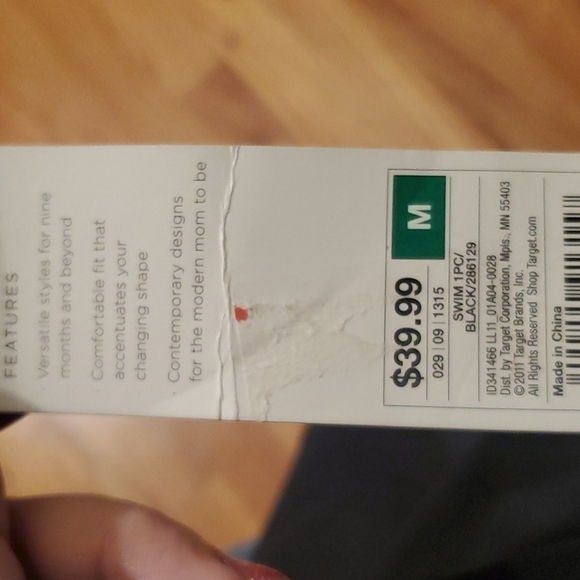 FEATURES
Versatile styles for nine
months and beyond
Comfortable fit that
accentuates your
changing shape
Contemporary designs
for the modern mom to be
$39.99
M
029 | 09 | 1315
SWIM 1PC/
BLACK/286129
ID341466 LL11 01A04-0028
Dist. by Target Corporation, Mpls., MN 55403
© 2011 Target Brands, Inc.
All Rights Reserved Shop Target.com
Made in China